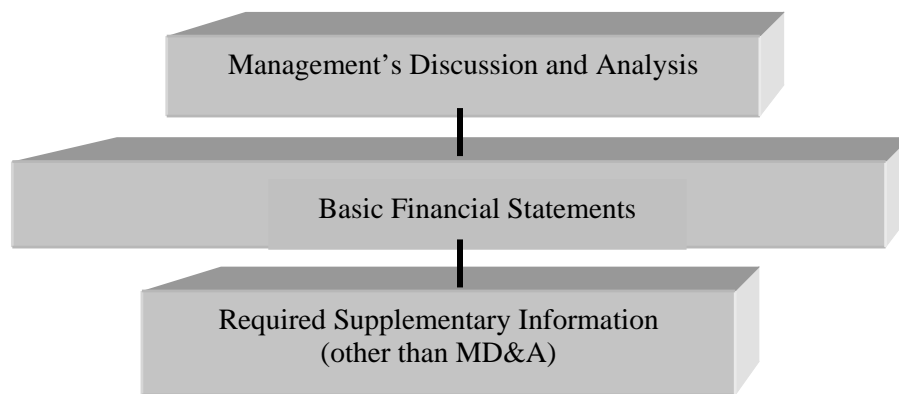 Management’s Discussion and Analysis
Basic Financial Statements
Required Supplementary Information
(other than MD&A)